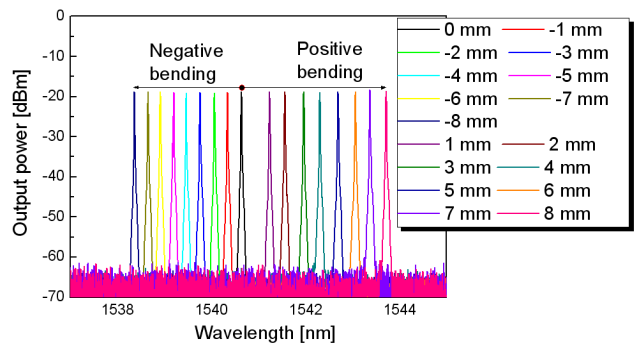 0
-10
-20
-30
-40
-50
-60
-70
Output power [dBm]
Negative
bending
Positive
bending
1538
1540
1542
1544
Wavelength [nm]
0 mm
-1 mm
-2 mm
-3 mm
-4 mm
-5 mm
-6 mm
-7 mm
-8 mm
1 mm
2 mm
3 mm
4 mm
5 mm
6 mm
7 mm
8 mm